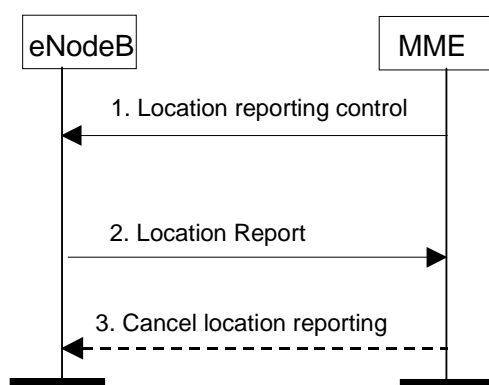 eNodeB
MME
1. Location reporting control
2. Location Report
3. Cancel location reporting